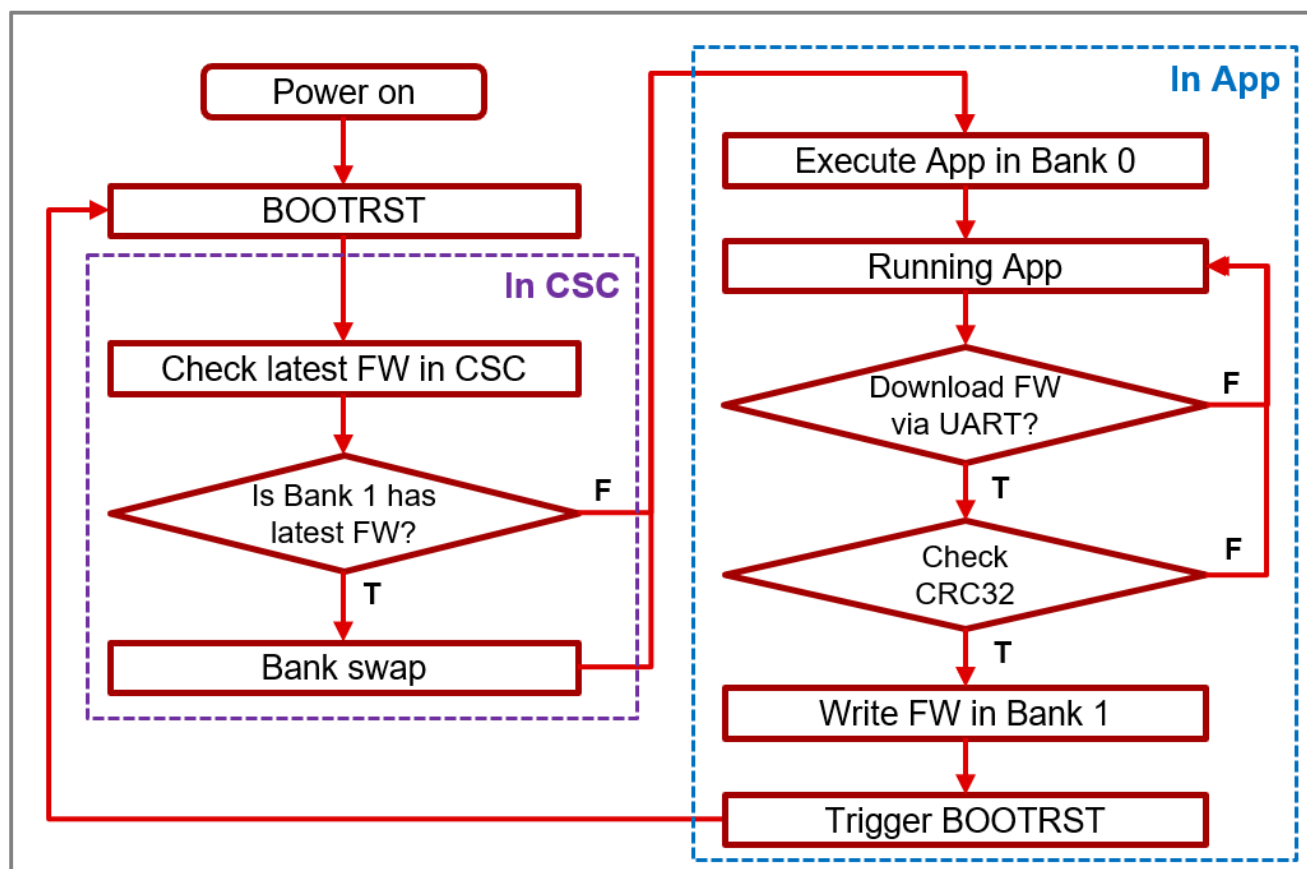 Power on
BOOTRST
In CSC
Check latest FW in CSC
Is Bank 1 has
latest FW?
F
T
Bank swap
In App
Execute App in Bank 0
Running App
Download FW
via UART?
F
T
Check
CRC32
F
T
Write FW in Bank 1
Trigger BOOTRST